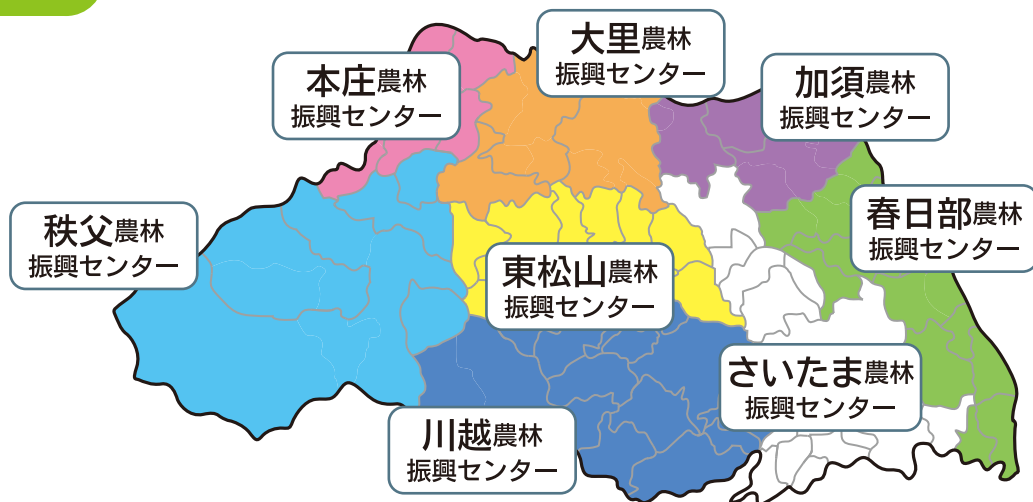 大里農林
振興センター
本庄農林
振興センター
加須農林
振興センター
秩父農林
振興センター
春日部農林
振興センター
東松山農林
振興センター
さいたま農林
振興センター
川越農林
振興センター